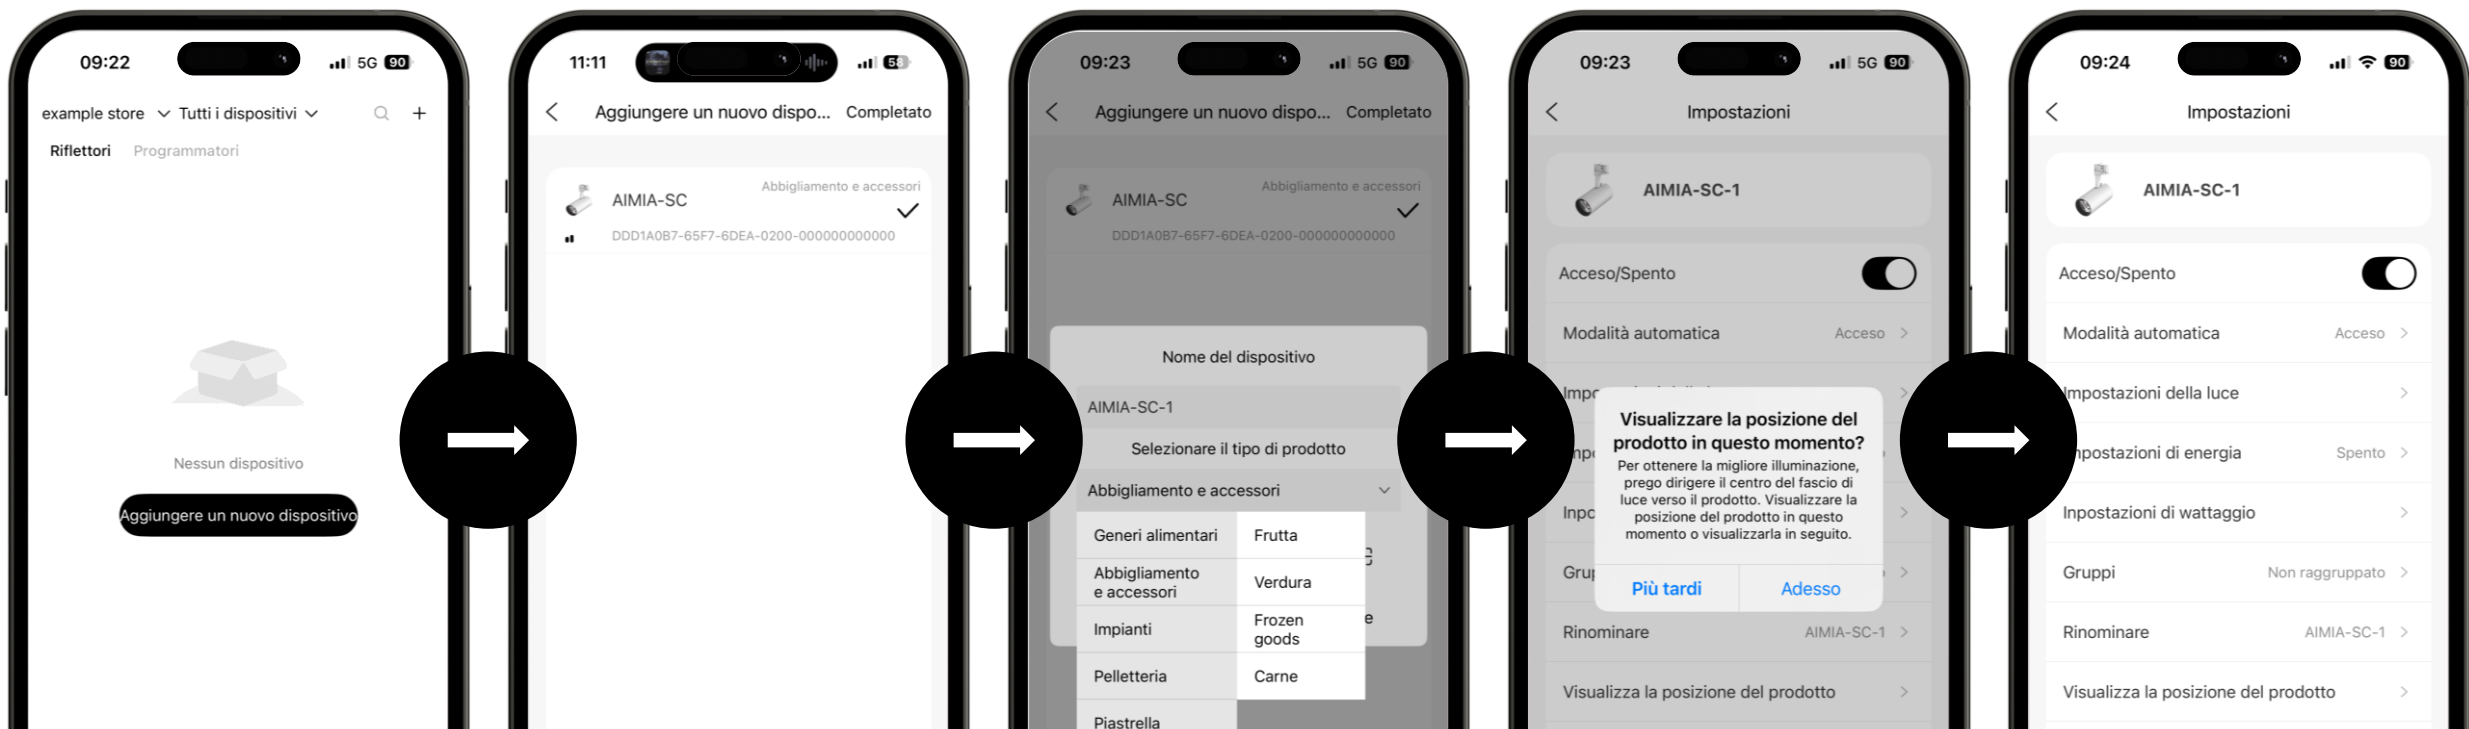 09:22
5G 90
example store Tutti i dispositivi
Riflettori Programmatori
Nessun dispositivo
Aggiungere un nuovo dispositivo
11:11
Aggiungere un nuovo dispo... Completato
Abbigliamento e accessori
AIMIA-SC
DDD1A0B7-65F7-6DEA-0200-000000000000
09:23
5G 90
Aggiungere un nuovo dispo... Completato
Abbigliamento e accessori
AIMIA-SC
DDD1A0B7-65F7-6DEA-0200-000000000000
Nome del dispositivo
AIMIA-SC-1
Selezionare il tipo di prodotto
Abbigliamento e accessori
Generi alimentari Frutta
Abbigliamento
e accessori
Verdura
Impianti
Frozen
goods
Pelletteria Carne
Piastrella
09:23
5G 90
Impostazioni
AIMIA-SC-1
Acceso/Spento
Modalità automatica Acceso
Visualizzare la posizione del
prodotto in questo momento?
Per ottenere la migliore illuminazione,
prego dirigere il centro del fascio di
luce verso il prodotto. Visualizzare la
posizione del prodotto in questo
momento o visualizzarla in seguito.
Più tardi Adesso
Rinominare AIMIA-SC-1
Visualizza la posizione del prodotto
09:24
90
Impostazioni
AIMIA-SC-1
Acceso/Spento
Modalità automatica Acceso
Impostazioni della luce
mpostazioni di energia Spento
Inpostazioni di wattaggio
Gruppi Non raggruppato
Rinominare AIMIA-SC-1
Visualizza la posizione del prodotto